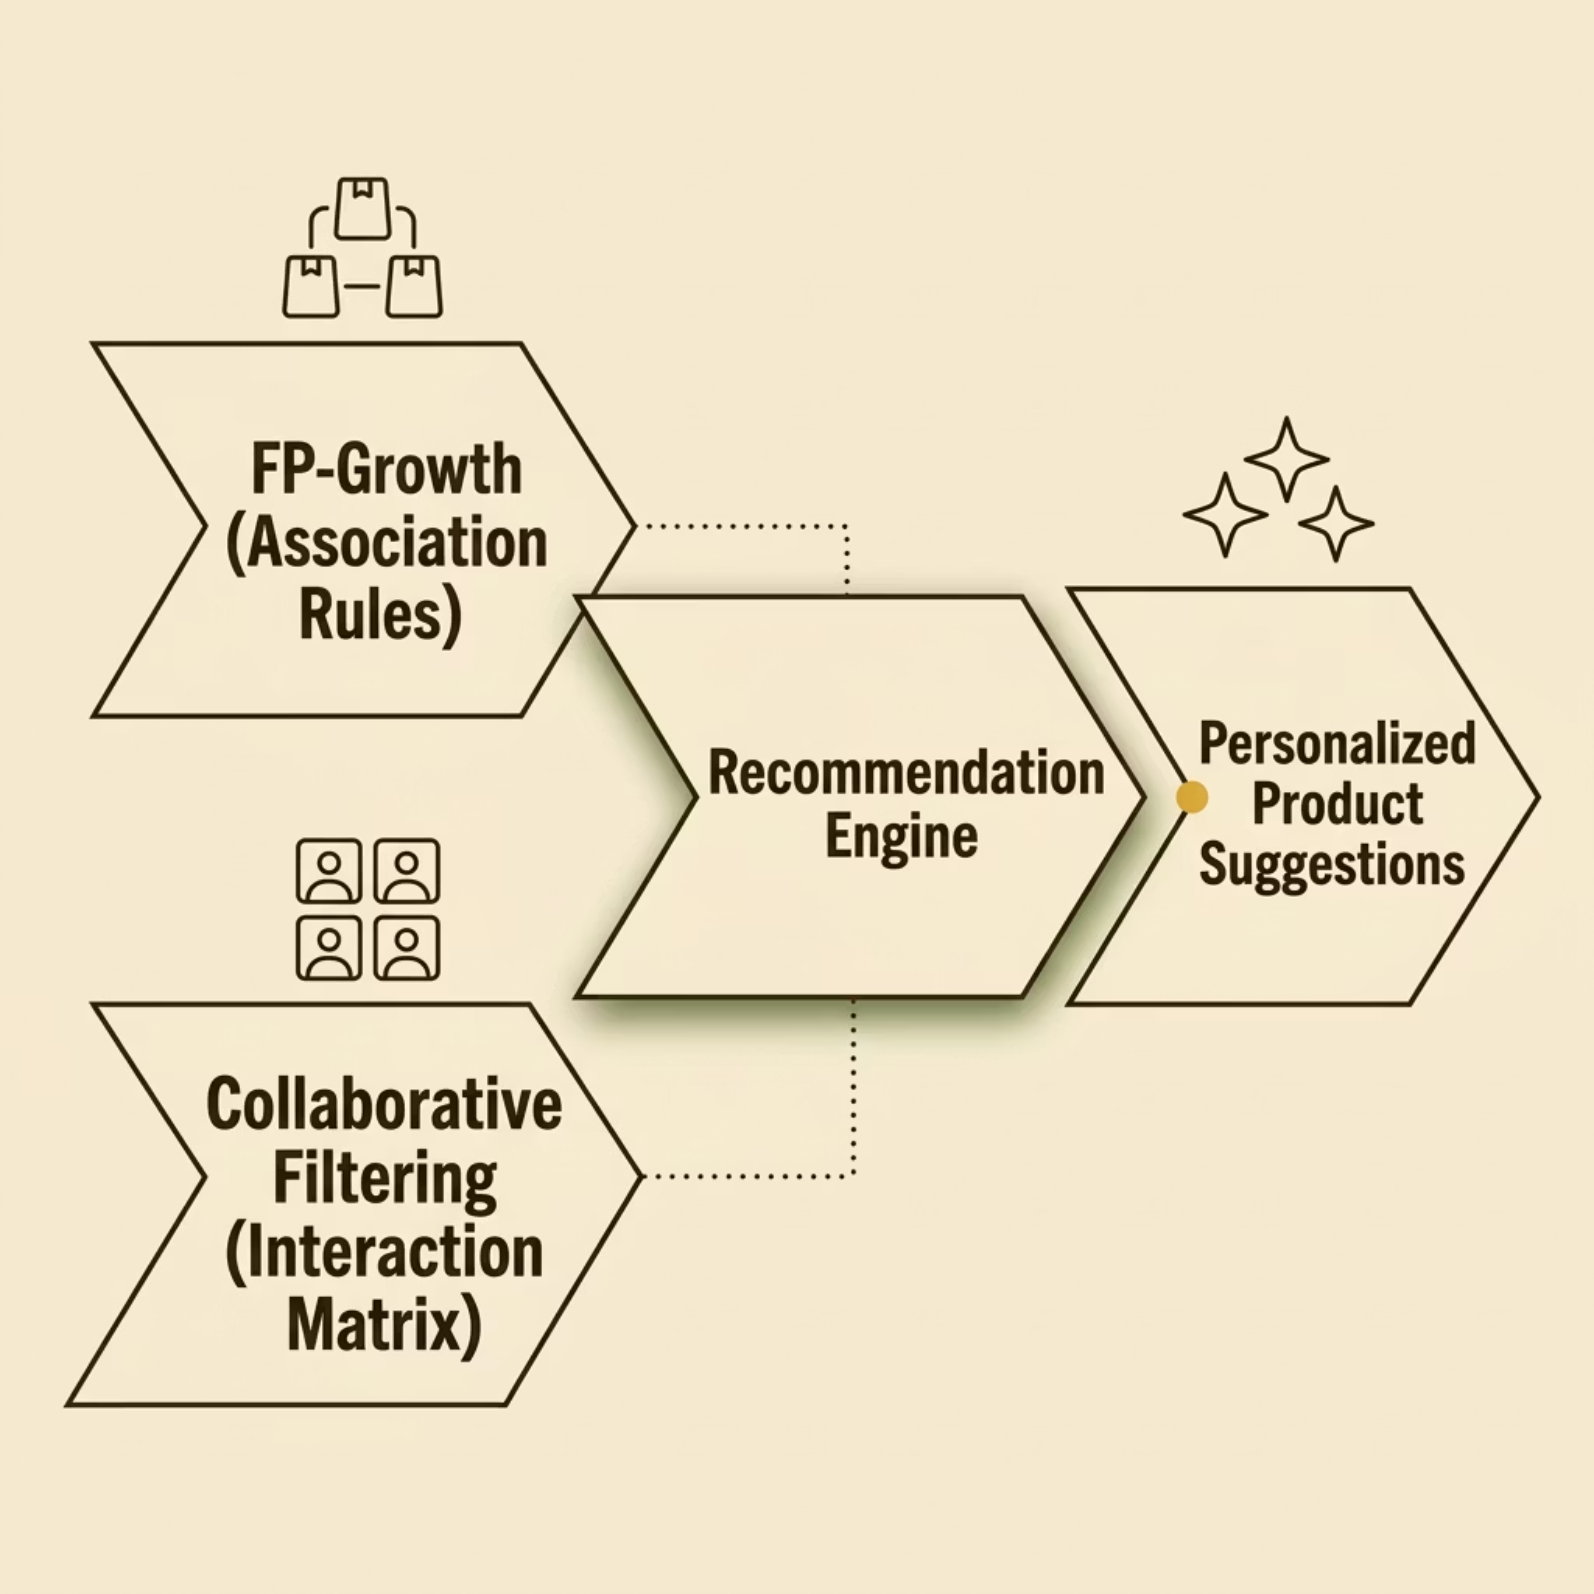 FP-Growth
(Association
Rules)
Recommendation
Engine
Personalized
Product
Suggestions
Collaborative
Filtering
(Interaction
Matrix)